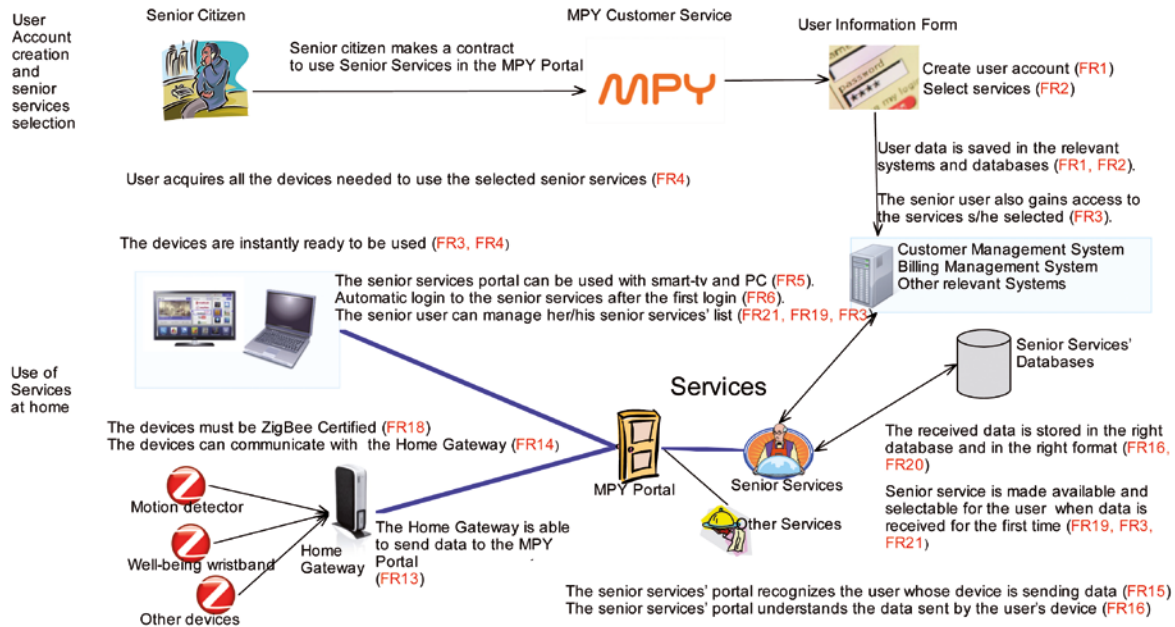 User
Account
creation
and
senior
services
selection
Senior Citizen
Senior citizen makes a contract
to use Senior Services in the MPY Portal
MPY Customer Service
MPY
User Information Form
password
****
my login
Create user account (FR1)
Select services (FR2)
User data is saved in the relevant
systems and databases (FR1, FR2).
The senior user also gains access to
the services s/he selected (FR3).
User acquires all the devices needed to use the selected senior services (FR4)
The devices are instantly ready to be used (FR3, FR4)
Customer Management System
Billing Management System
Other relevant Systems
The senior services portal can be used with smart-tv and PC (FR5).
Automatic login to the senior services after the first login (FR6).
The senior user can manage her/his senior services' list (FR21, FR19, FR3
Use of
Services
at home
Services
Senior Services'
Databases
The devices must be ZigBee Certified (FR18)
The devices can communicate with the Home Gateway (FR14)
MPY Portal
Senior Services
Other Services
The received data is stored in the right
database and in the right format (FR16,
FR20)
Senior service is made available and
selectable for the user when data is
received for the first time (FR19, FR3,
FR21)
Motion detector
Well-being wristband
Other devices
Home
Gateway
The Home Gateway is able
to send data to the MPY
Portal
(FR13)
The senior services' portal recognizes the user whose device is sending data (FR15)
The senior services' portal understands the data sent by the user's device (FR16)